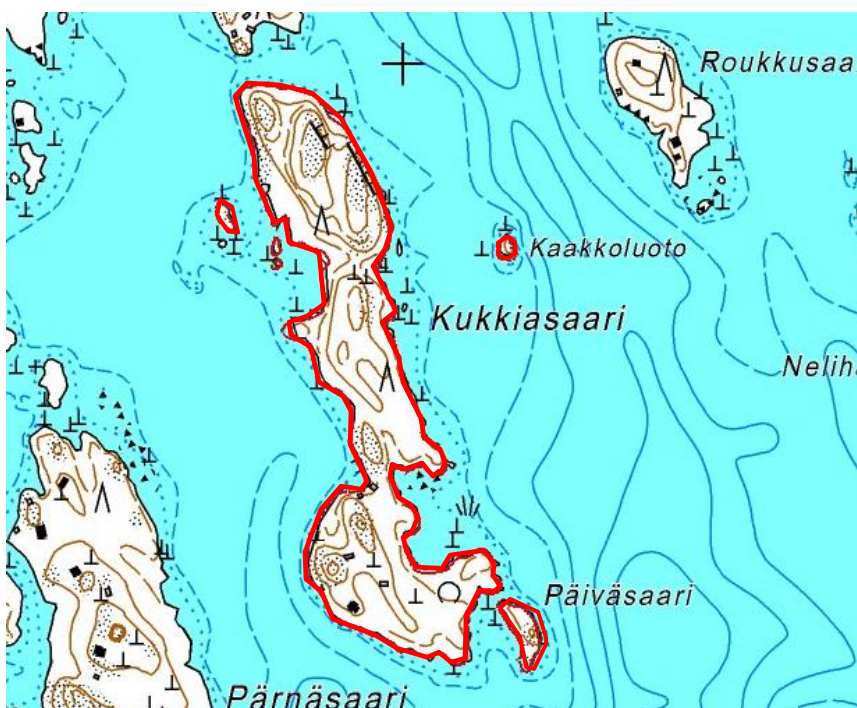 Roukkusaa
Kaakkoluoto
Kukkiasaari
Neliha
Päiväsaari
Pärnäsaari